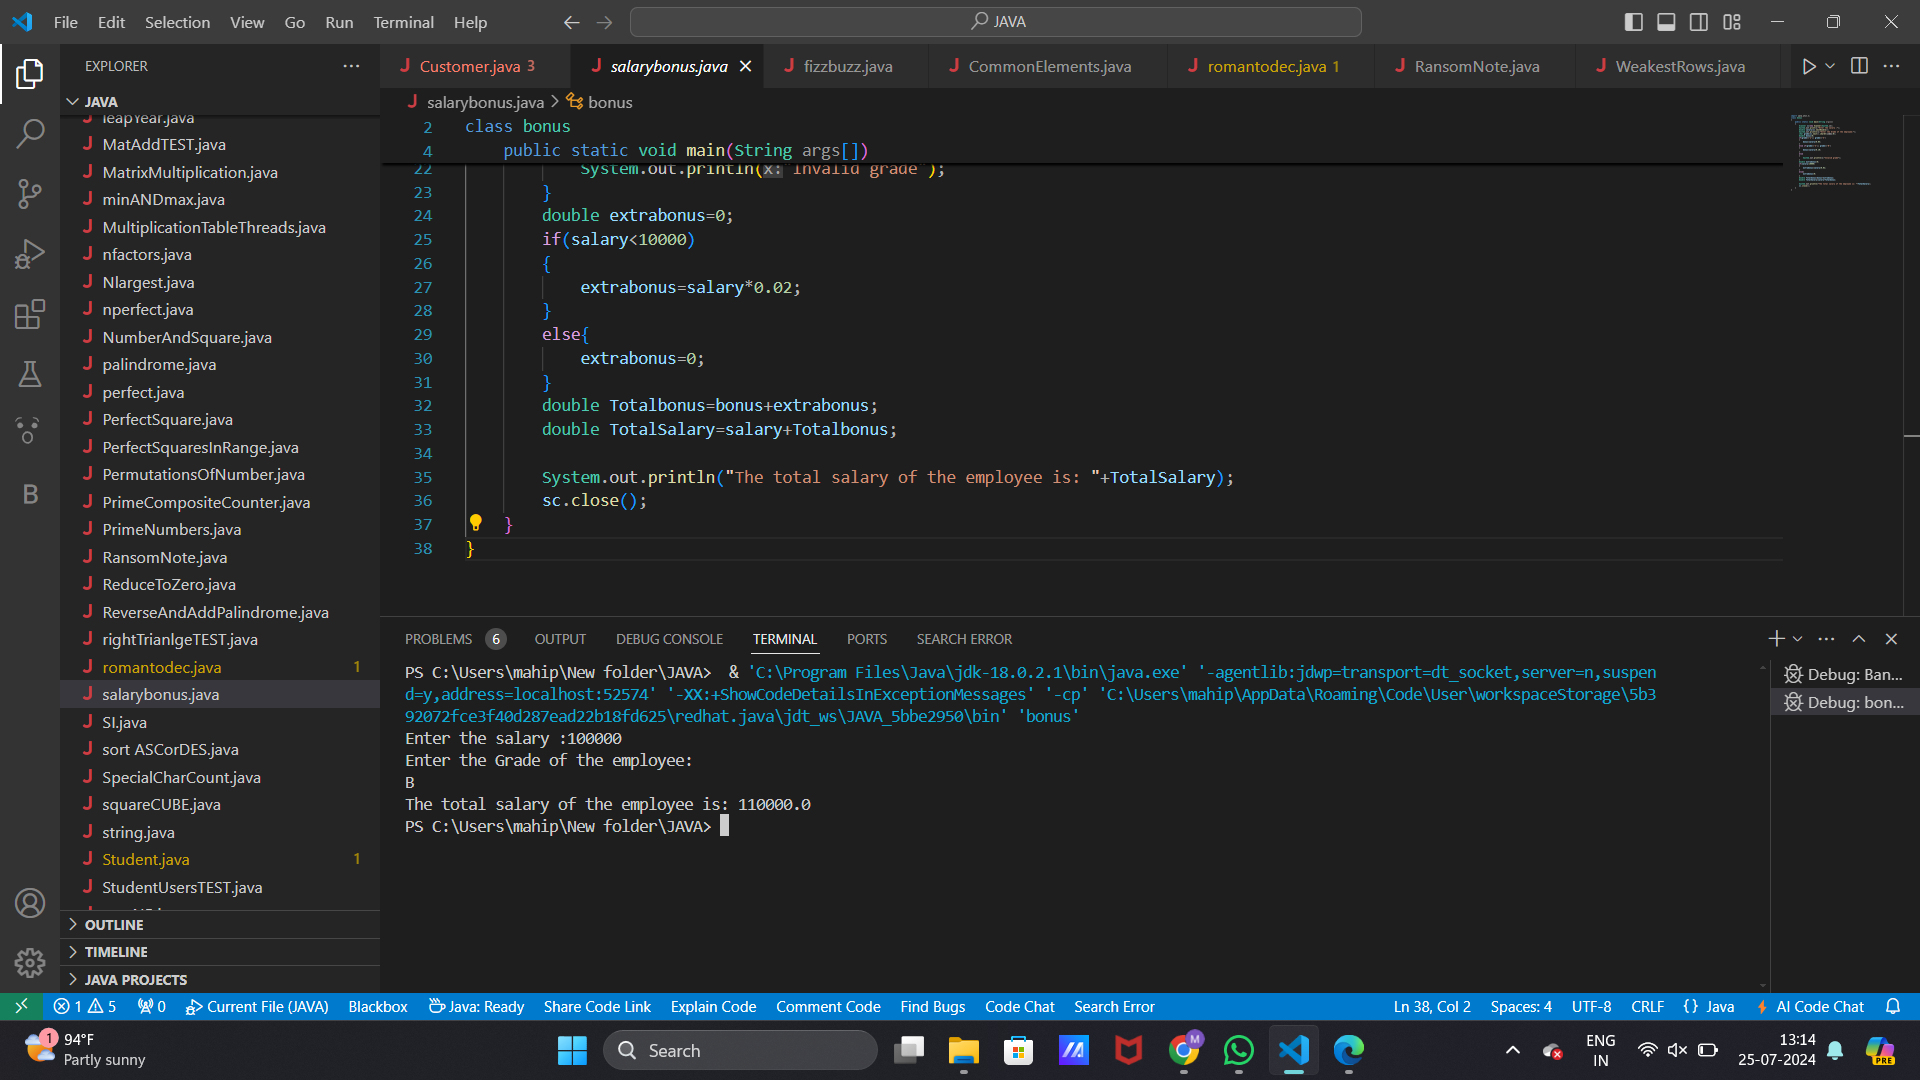 File Edit Selection View Go Run Terminal Help
JAVA
EXPLORER
JAVA
leapYear.java
MatAddTEST.java
MatrixMultiplication.java
minANDmax.java
MultiplicationTableThreads.java
nfactors.java
Nlargest.java
nperfect.java
NumberAndSquare.java
palindrome.java
perfect.java
PerfectSquare.java
PerfectSquaresInRange.java
PermutationsOfNumber.java
PrimeCompositeCounter.java
PrimeNumbers.java
RansomNote.java
ReduceToZero.java
ReverseAndAddPalindrome.java
rightTrianlgeTEST.java
romantodec.java 1
salarybonus.java
SI.java
sort ASCorDES.java
SpecialCharCount.java
squareCUBE.java
string.java
Student.java 1
StudentUsersTEST.java
OUTLINE
TIMELINE
JAVA PROJECTS
Customer.java 3 salarybonus.java fizzbuzz.java CommonElements.java romantodec.java 1 RansomNote.java WeakestRows.java
salarybonus.java > bonus
2 class bonus
4 public static void main(String args[])
22 System.out.println(x: "Invalid grade");
23 }
24 double extrabonus=0;
25 if(salary<10000)
26 {
27 extrabonus=salary*0.02;
28 }
29 else{
30 extrabonus=0;
31 }
32 double Totalbonus=bonus+extrabonus;
33 double TotalSalary=salary+Totalbonus;
34
35 System.out.println("The total salary of the employee is: "+TotalSalary);
36 sc.close();
37 }
38 }
PROBLEMS 6 OUTPUT DEBUG CONSOLE TERMINAL PORTS SEARCH ERROR
PS C:\Users\mahip\New folder\JAVA>  & 'C:\Program Files\Java\jdk-18.0.2.1\bin\java.exe' '-agentlib:jdwp=transport=dt_socket,server=n,suspen
d=y,address=localhost:52574' '-XX:+ShowCodeDetailsInExceptionMessages' '-cp' 'C:\Users\mahip\AppData\Roaming\Code\User\workspaceStorage\5b3
92072fce3f40d287ead22b18fd625\redhat.java\jdt_ws\JAVA_5bbe2950\bin' 'bonus'
Enter the salary :100000
Enter the Grade of the employee:
B
The total salary of the employee is: 110000.0
PS C:\Users\mahip\New folder\JAVA>
Debug: Ban...
Debug: bon...
1 5 0 Current File (JAVA) Blackbox Java: Ready Share Code Link Explain Code Comment Code Find Bugs Code Chat Search Error Ln 38, Col 2 Spaces: 4 UTF-8 CRLF {} Java AI Code Chat
1 94°F
Partly sunny
Search
M
ENG
IN
13:14
25-07-2024
PRE